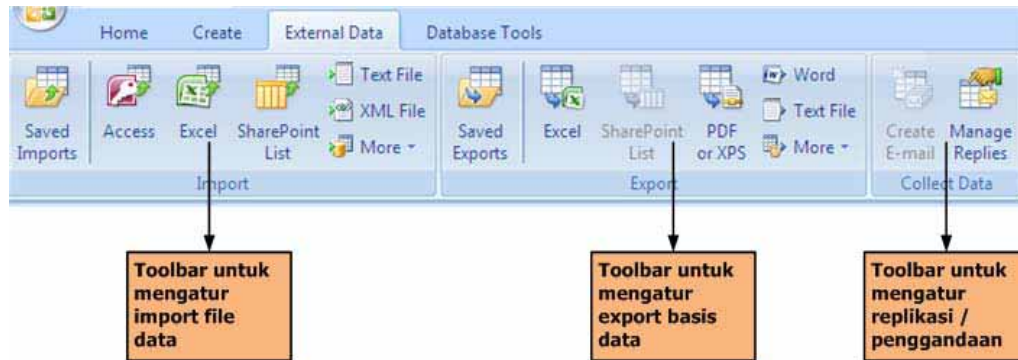 Home Create External Data Database Tools
Saved Imports
Access
Excel
SharePoint List
Text File
XML File
More
Import
Saved Exports
Excel
SharePoint List
PDF or XPS
Word
Text File
More
Export
Create E-mail
Manage Replies
Collect Data
Toolbar untuk
mengatur
import file
data
Toolbar untuk
mengatur
export basis
data
Toolbar untuk
mengatur
replikasi /
penggandaan